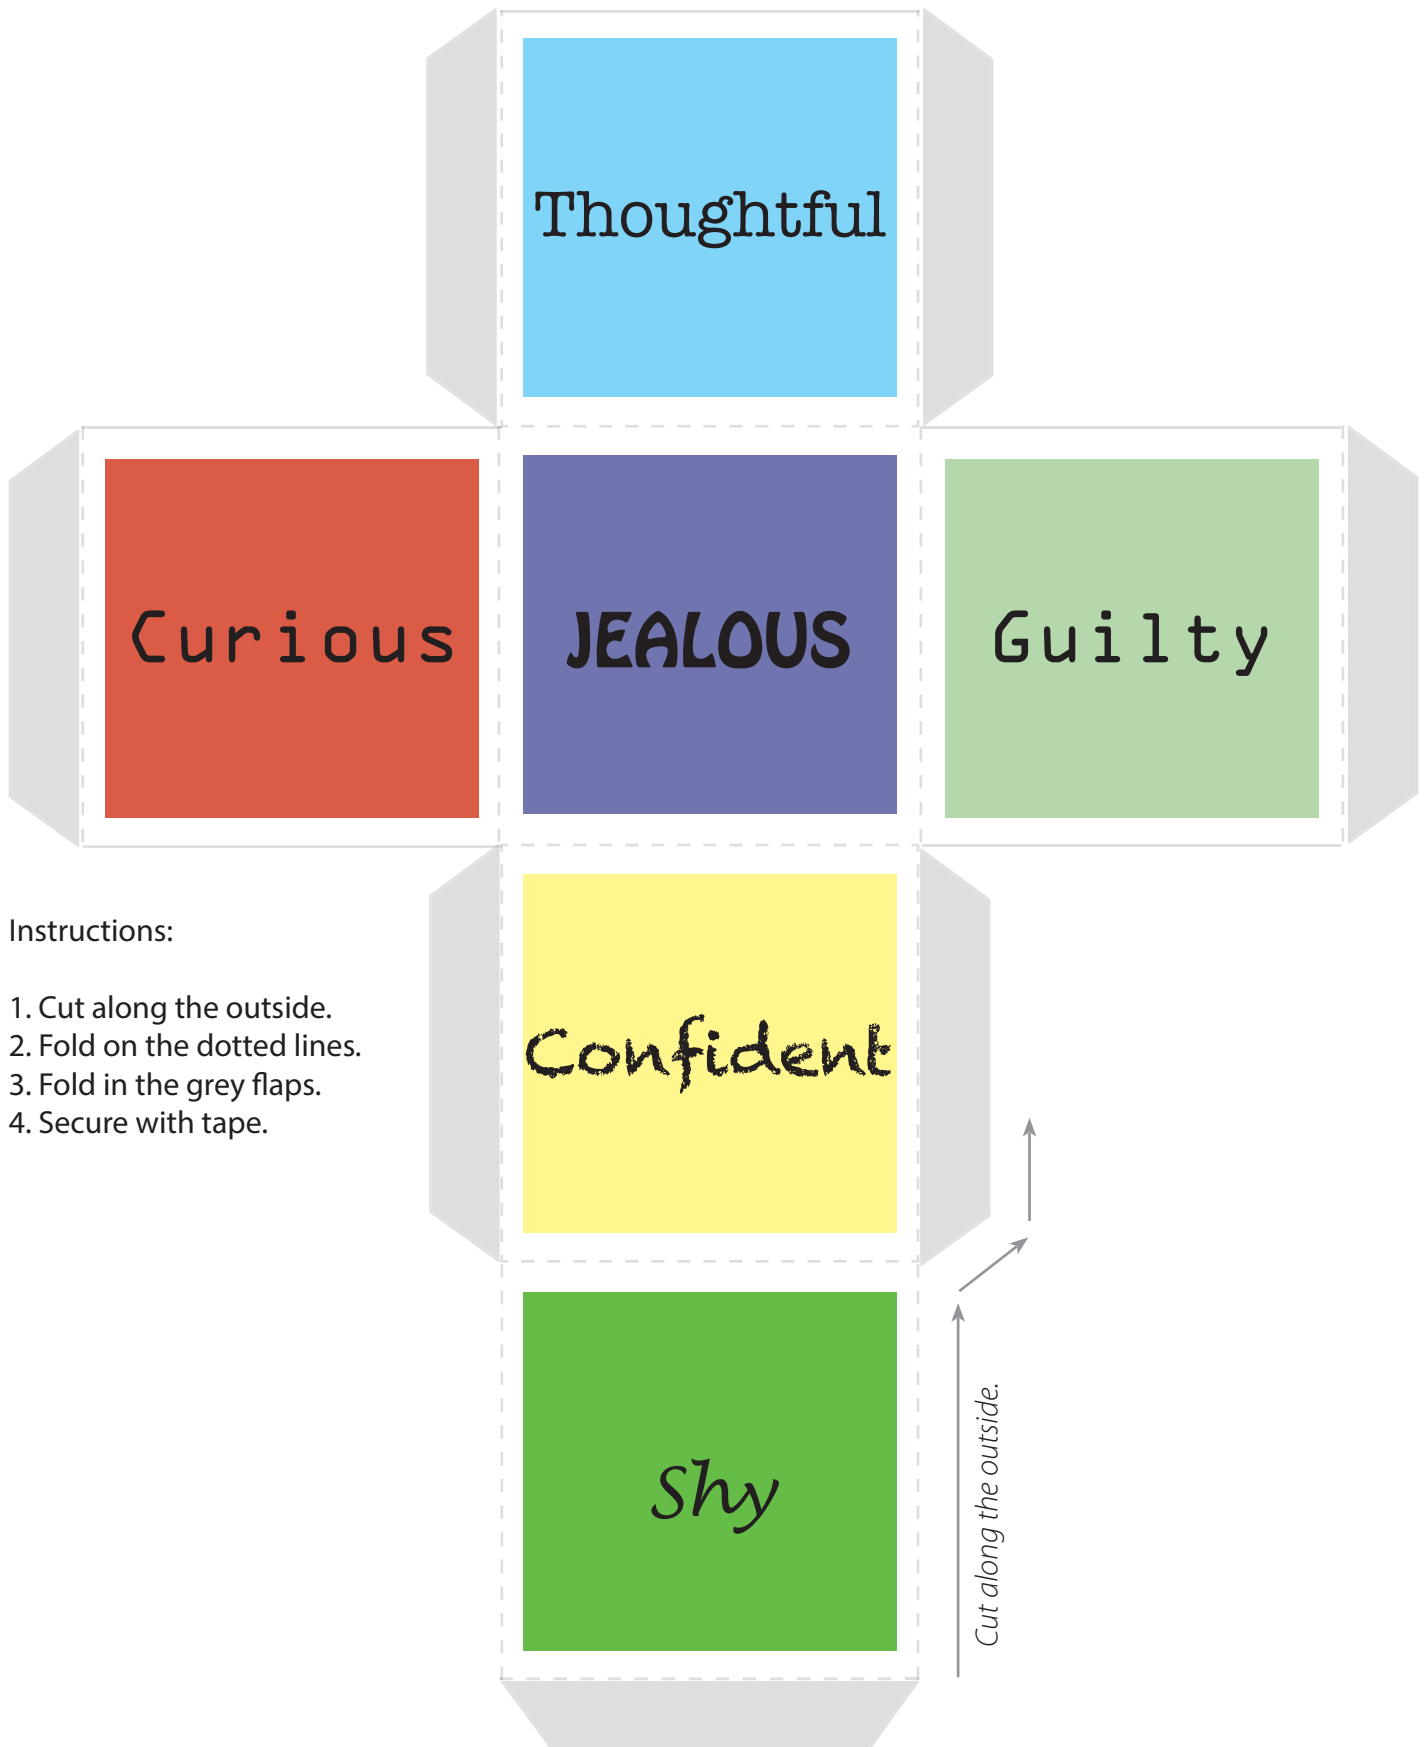 Thoughtful
Curious
JEALOUS
Guilty
Instructions:
1. Cut along the outside.
2. Fold on the dotted lines.
3. Fold in the grey flaps.
4. Secure with tape.
Confident
Shy
Cut along the outside.